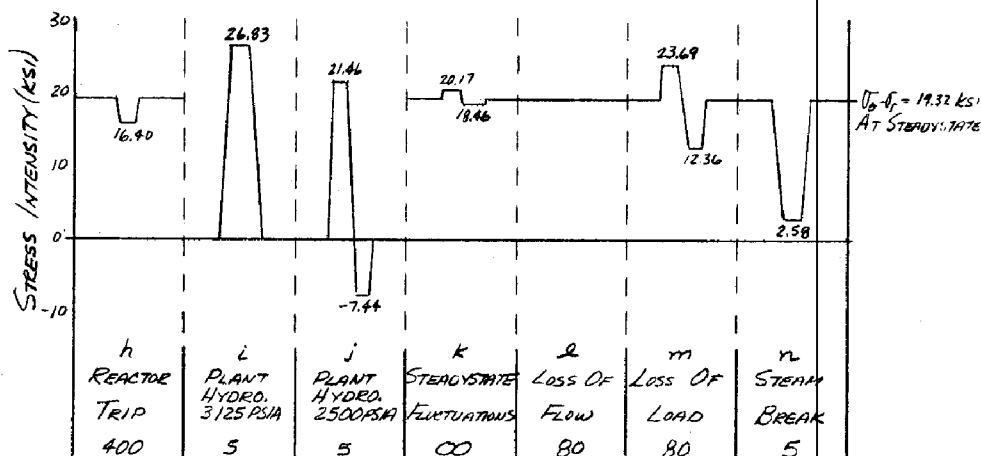 30
20
10
0
-10
STRESS INTENSITY (KSI)
16.40
26.83
21.46
-7.44
20.17
18.46
23.69
12.36
2.58
σθ-σr = 19.32 KSI
AT STEADYSTATE
h
REACTOR
TRIP
400
i
PLANT
HYDRO.
3125 PSIA
5
j
PLANT
HYDRO.
2500PSIA
5
k
STEADYSTATE
FLUCTUATIONS
∞
l
LOSS OF
FLOW
80
m
LOSS OF
LOAD
80
n
STEAM
BREAK
5